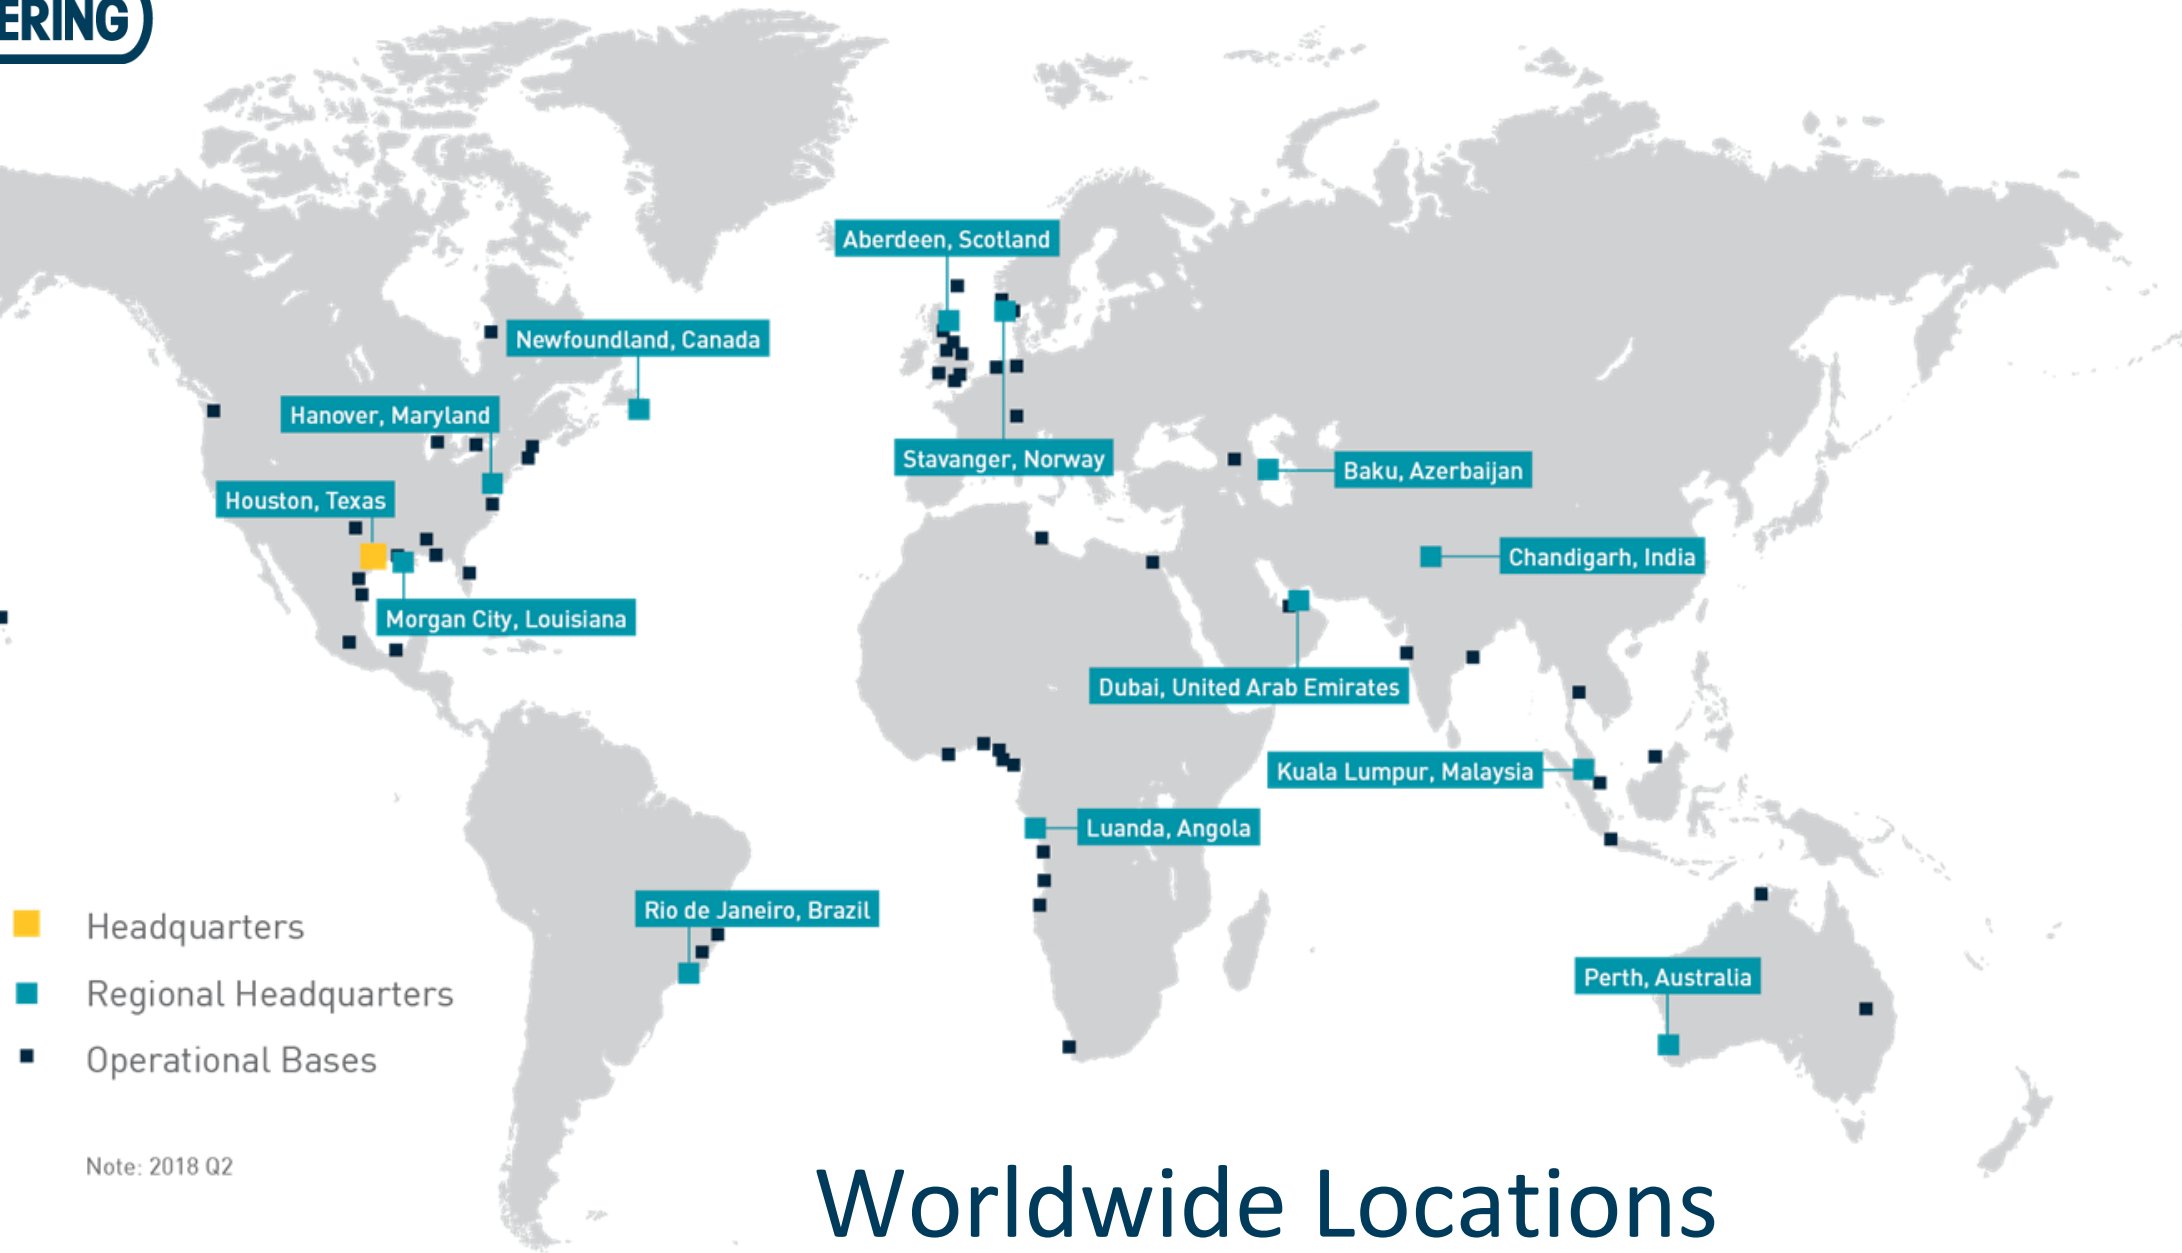 ERING
Aberdeen, Scotland
Newfoundland, Canada
Hanover, Maryland
Stavanger, Norway
Baku, Azerbaijan
Houston, Texas
Chandigarh, India
Morgan City, Louisiana
Dubai, United Arab Emirates
Kuala Lumpur, Malaysia
Luanda, Angola
Rio de Janeiro, Brazil
Perth, Australia
Headquarters
Regional Headquarters
Operational Bases
Note: 2018 Q2
Worldwide Locations